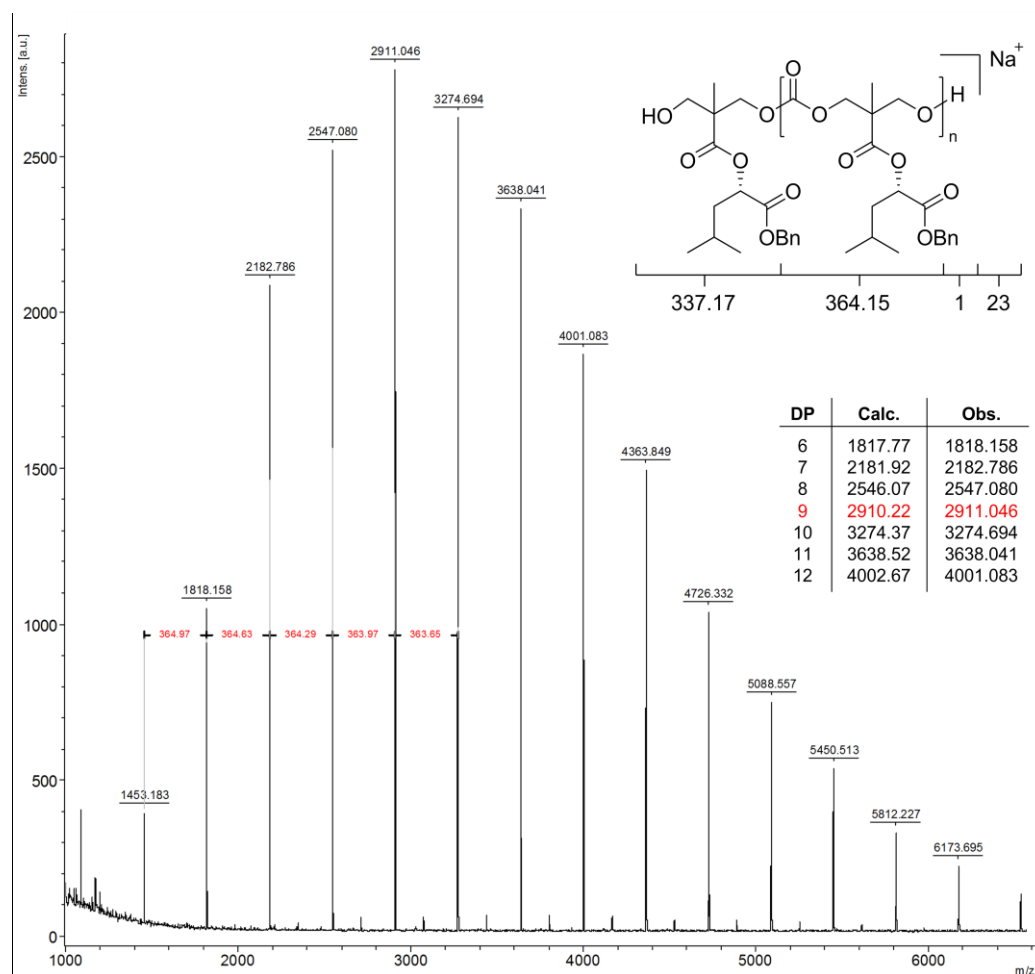 Intens. [a.u.]
2911.046
3274.694
2547.080
3638.041
2182.786
4001.083
4363.849
1818.158
4726.332
5088.557
5450.513
1453.183
5812.227
6173.695
364.97 364.63 364.29 363.97 363.65
2500
2000
1500
1000
500
0
1000 2000 3000 4000 5000 6000
m/z
Na+
O
HO O O O H
n
O O O O
O O
OBn OBn
337.17 364.15 1 23
DP Calc. Obs.
6 1817.77 1818.158
7 2181.92 2182.786
8 2546.07 2547.080
9 2910.22 2911.046
10 3274.37 3274.694
11 3638.52 3638.041
12 4002.67 4001.083